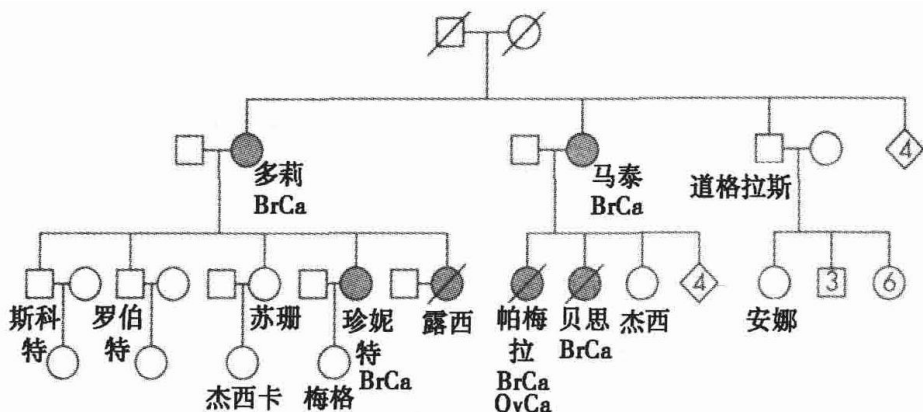 4
多莉
BrCa
马泰
BrCa
道格拉斯
斯科特
罗伯特
苏珊
珍妮特
BrCa
露西
帕梅拉
BrCa
OvCa
贝思
BrCa
杰西
4
安娜
3
6
杰西卡
梅格